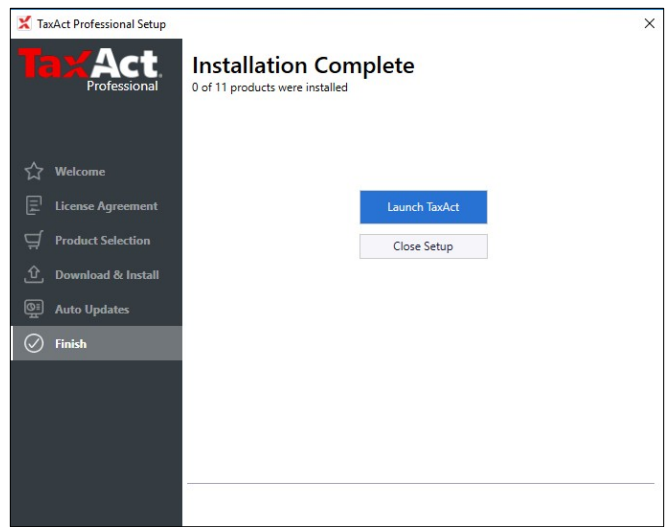 TaxAct Professional Setup
TaxAct.
Professional
Installation Complete
0 of 11 products were installed
Welcome
License Agreement
Product Selection
Download & Install
Auto Updates
Finish
Launch TaxAct
Close Setup